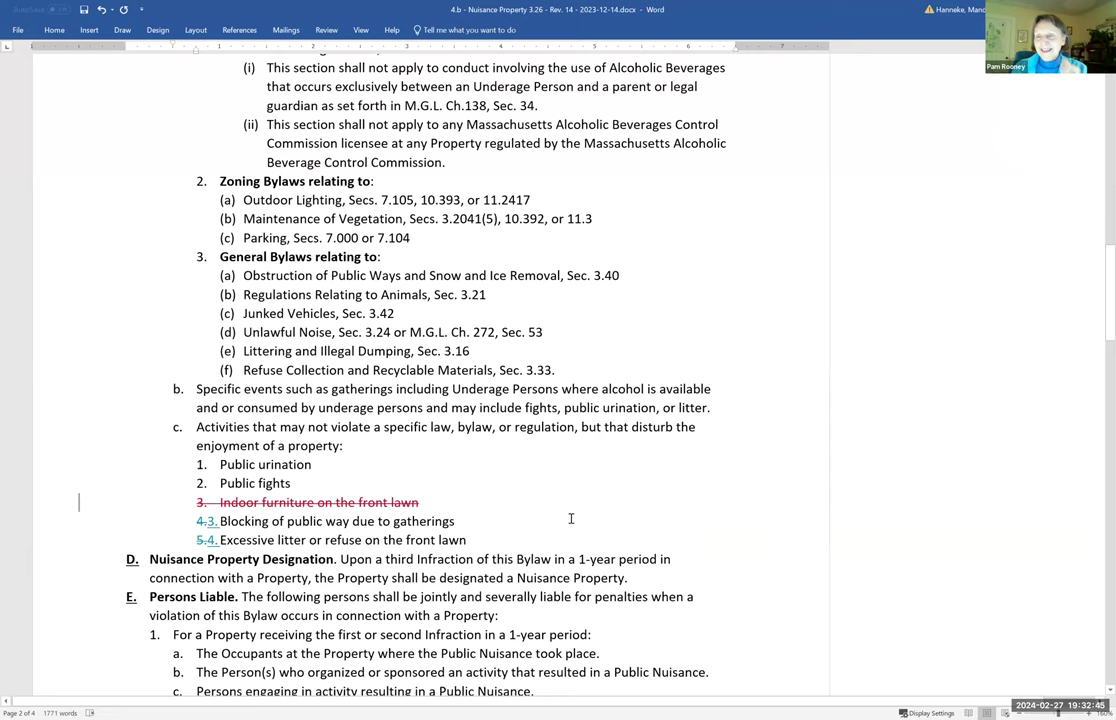 AutoSave
4.b - Nuisance Property 3.26 - Rev. 14 - 2023-12-14.docx - Word
Hanneke, Mand
File Home Insert Draw Design Layout References Mailings Review View Help Tell me what you want to do
Pam Rooney
(i) This section shall not apply to conduct involving the use of Alcoholic Beverages
that occurs exclusively between an Underage Person and a parent or legal
guardian as set forth in M.G.L. Ch.138, Sec. 34.
(ii) This section shall not apply to any Massachusetts Alcoholic Beverages Control
Commission licensee at any Property regulated by the Massachusetts Alcoholic
Beverage Control Commission.
2. Zoning Bylaws relating to:
(a) Outdoor Lighting, Secs. 7.105, 10.393, or 11.2417
(b) Maintenance of Vegetation, Secs. 3.2041(5), 10.392, or 11.3
(c) Parking, Secs. 7.000 or 7.104
3. General Bylaws relating to:
(a) Obstruction of Public Ways and Snow and Ice Removal, Sec. 3.40
(b) Regulations Relating to Animals, Sec. 3.21
(c) Junked Vehicles, Sec. 3.42
(d) Unlawful Noise, Sec. 3.24 or M.G.L. Ch. 272, Sec. 53
(e) Littering and Illegal Dumping, Sec. 3.16
(f) Refuse Collection and Recyclable Materials, Sec. 3.33.
b. Specific events such as gatherings including Underage Persons where alcohol is available
and or consumed by underage persons and may include fights, public urination, or litter.
c. Activities that may not violate a specific law, bylaw, or regulation, but that disturb the
enjoyment of a property:
1. Public urination
2. Public fights
3. Indoor furniture on the front lawn
4.3. Blocking of public way due to gatherings
5.4. Excessive litter or refuse on the front lawn
D. Nuisance Property Designation. Upon a third Infraction of this Bylaw in a 1-year period in
connection with a Property, the Property shall be designated a Nuisance Property.
E. Persons Liable. The following persons shall be jointly and severally liable for penalties when a
violation of this Bylaw occurs in connection with a Property:
1. For a Property receiving the first or second Infraction in a 1-year period:
a. The Occupants at the Property where the Public Nuisance took place.
b. The Person(s) who organized or sponsored an activity that resulted in a Public Nuisance.
c. Persons engaging in activity resulting in a Public Nuisance.
Page 2 of 4 1771 words
Display Settings
2024-02-27 19:32:45